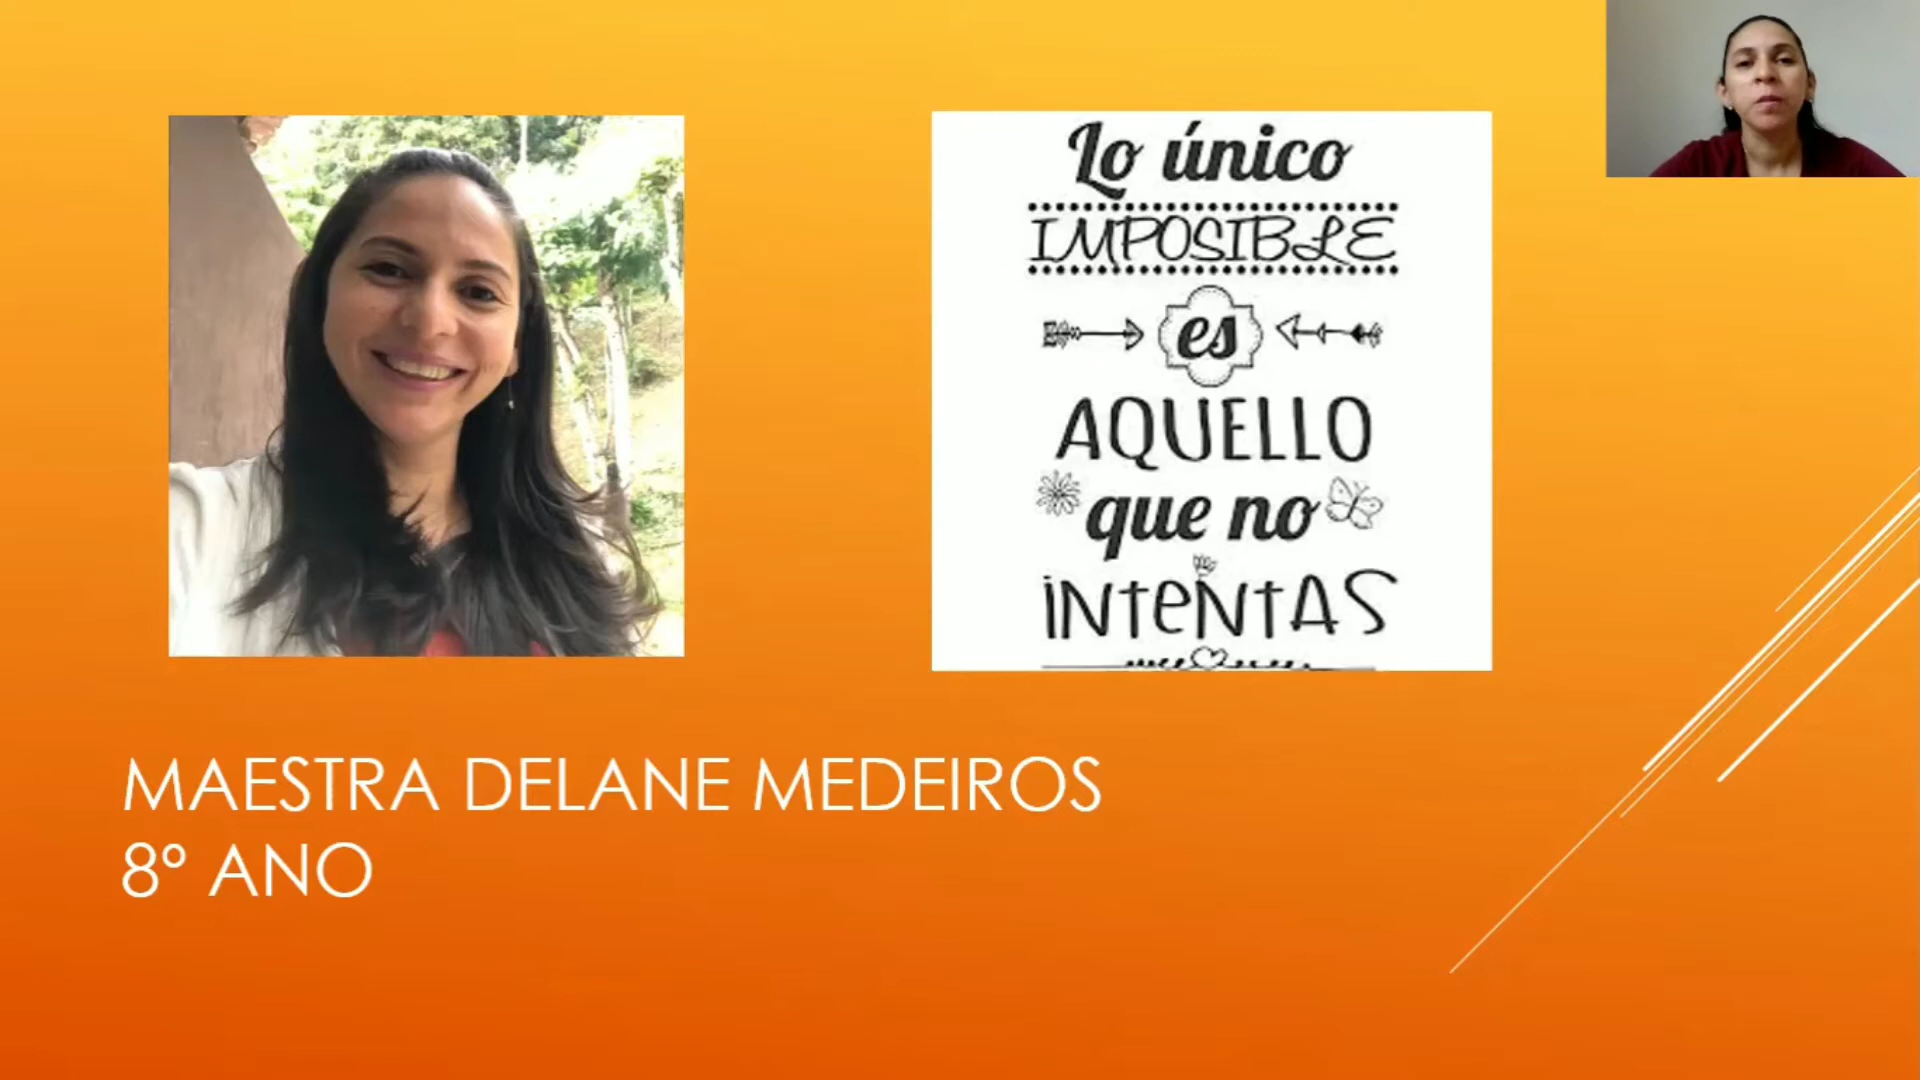 Lo único
IMPOSIBLE
es
AQUELLO
que no
iNteNtAS
MAESTRA DELANE MEDEIROS
8º ANO